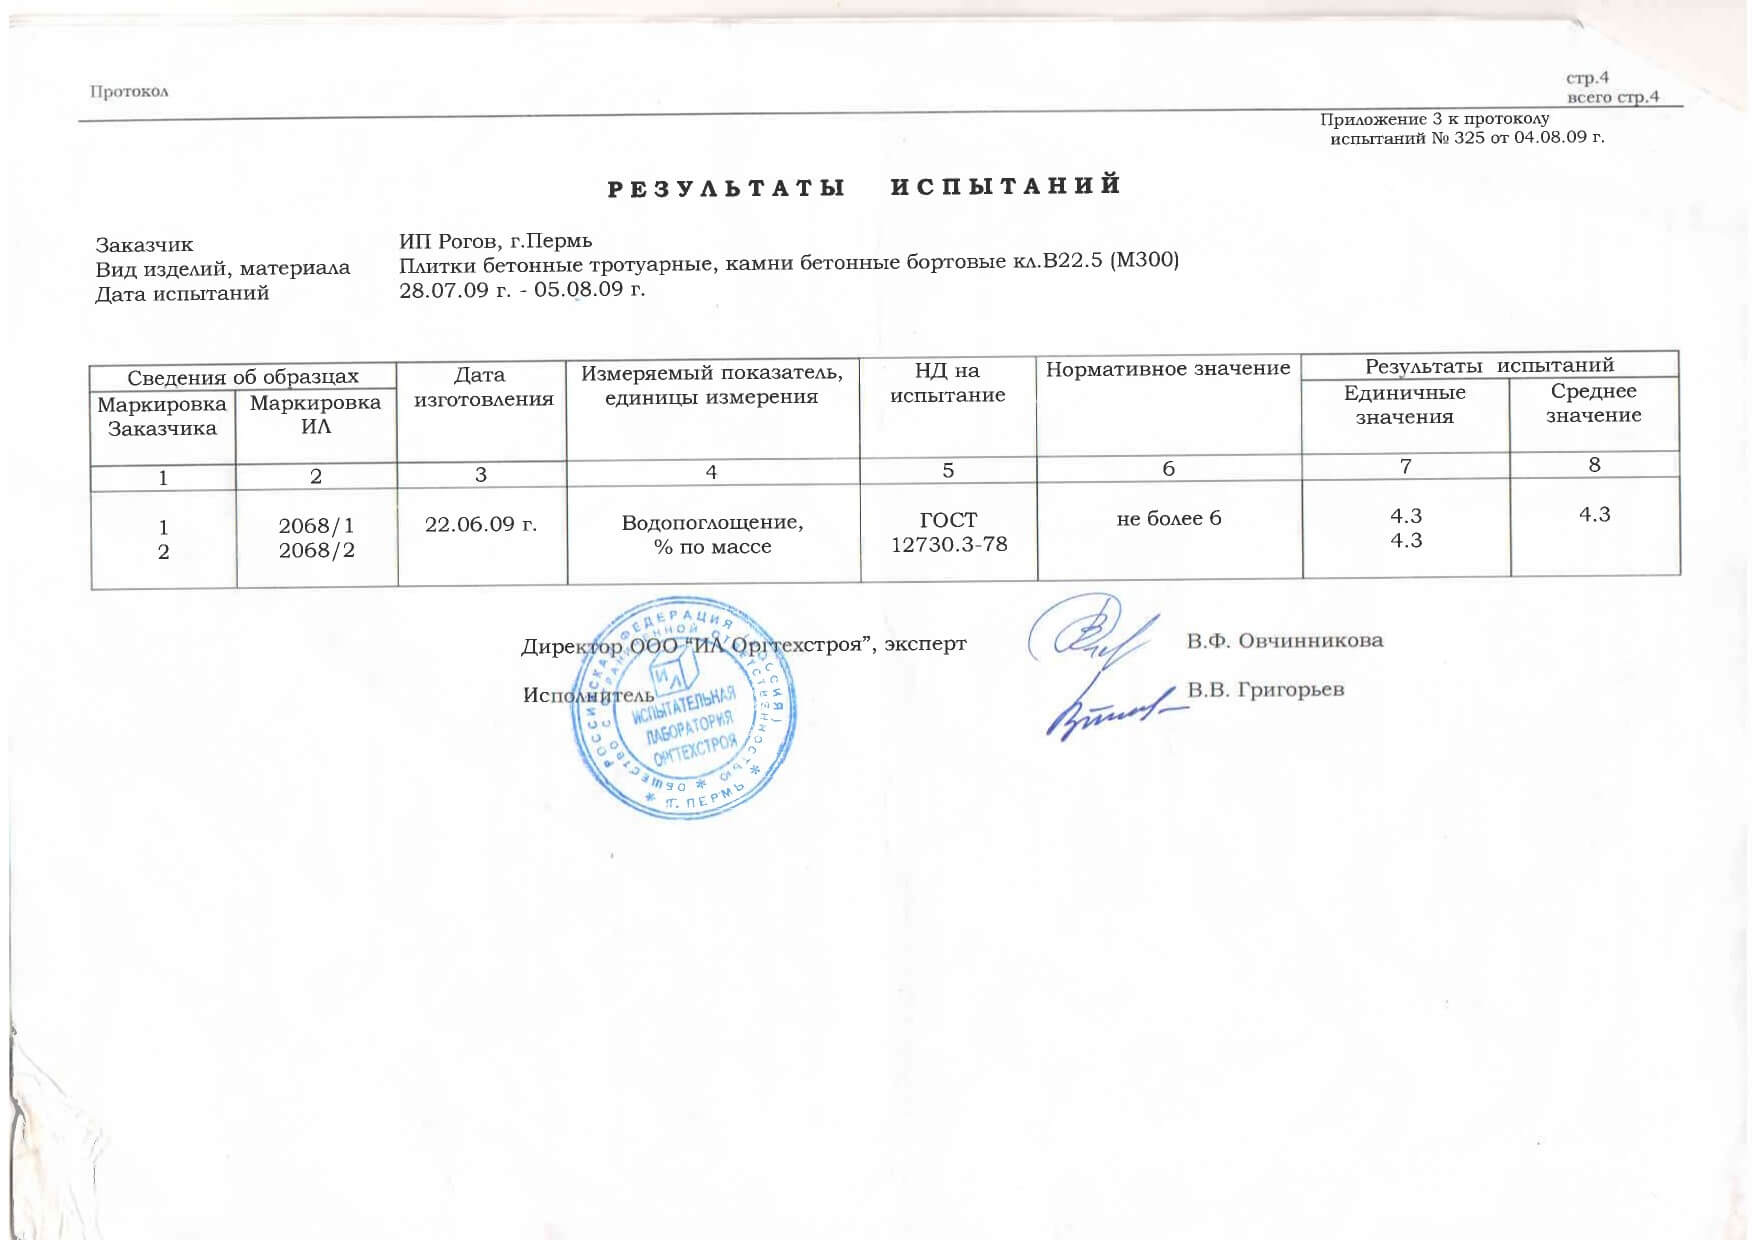 Протокол
стр.4
всего стр.4
Приложение 3 к протоколу
испытаний № 325 от 04.08.09 г.
РЕЗУЛЬТАТЫ ИСПЫТАНИЙ
Заказчик ИП Рогов, г.Пермь
Вид изделий, материала Плитки бетонные тротуарные, камни бетонные бортовые кл.В22.5 (М300)
Дата испытаний 28.07.09 г. - 05.08.09 г.
Сведения об образцах
Маркировка Заказчика
Маркировка ИЛ
Дата изготовления
Измеряемый показатель, единицы измерения
НД на испытание
Нормативное значение
Результаты испытаний
Единичные значения
Среднее значение
1 2 3 4 5 6 7 8
1 2068/1 22.06.09 г. Водопоглощение, ГОСТ не более 6 4.3 4.3
2 2068/2 % по массе 12730.3-78 4.3
Директор ООО “ИЛ Оргтехстроя”, эксперт В.Ф. Овчинникова
Исполнитель В.В. Григорьев
РОССИЙСКАЯ ФЕДЕРАЦИЯ (РОССИЯ)
* Г. ПЕРМЬ *
ОБЩЕСТВО С ОГРАНИЧЕННОЙ ОТВЕТСТВЕННОСТЬЮ *
ИЛ
ИСПЫТАТЕЛЬНАЯ
ЛАБОРАТОРИЯ
ОРГТЕХСТРОЯ